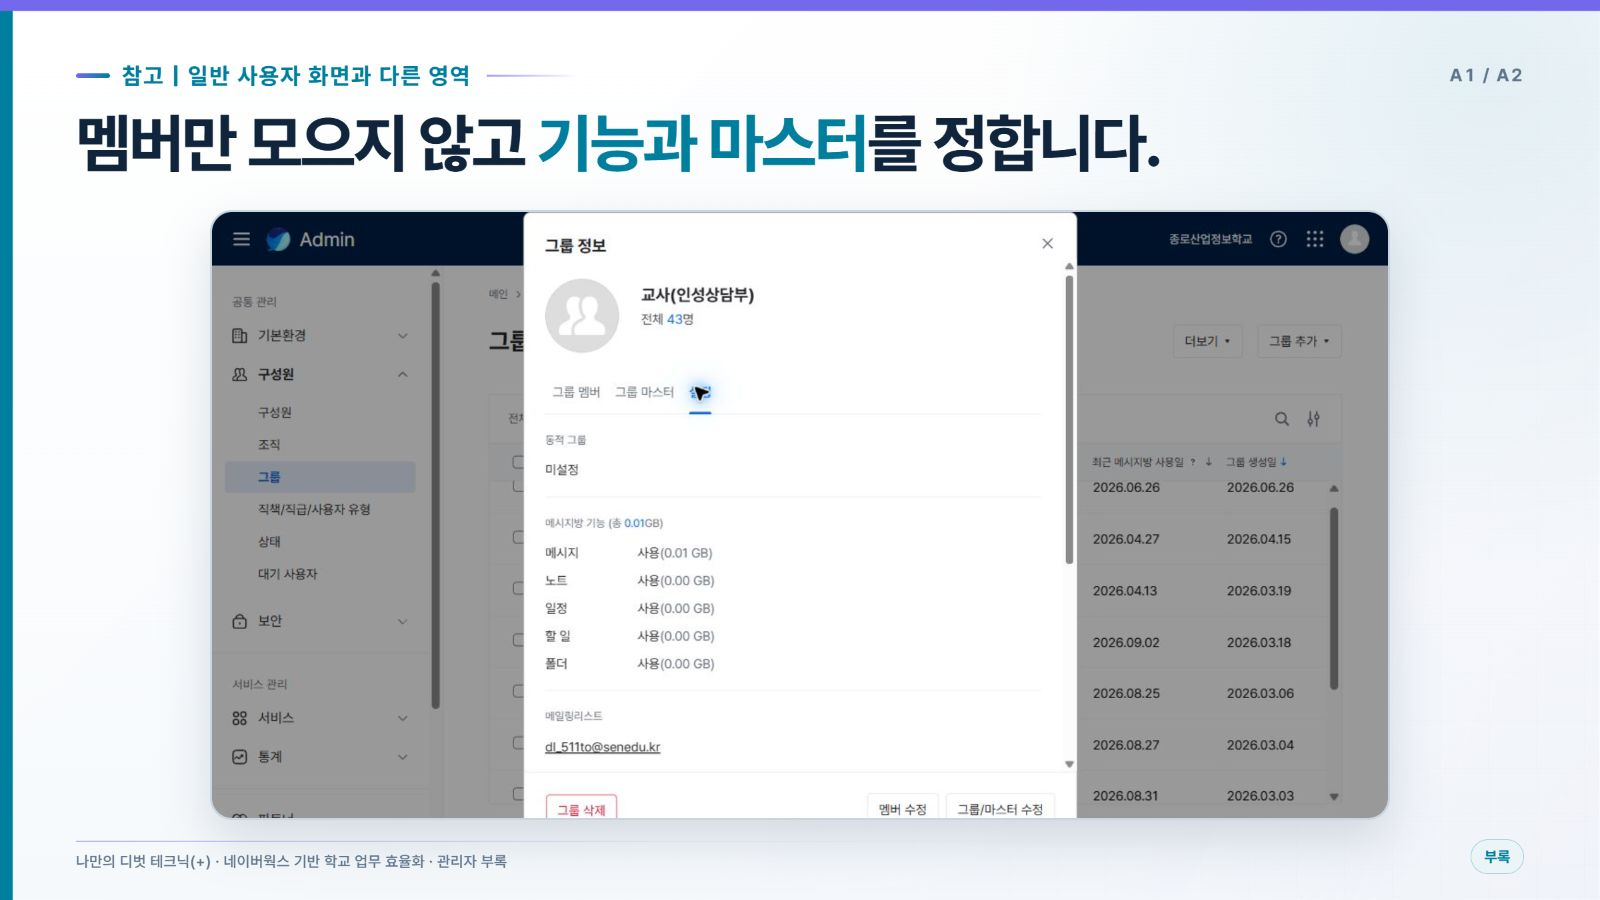 참고 | 일반 사용자 화면과 다른 영역
A1 / A2
멤버만 모으지 않고 기능과 마스터를 정합니다.
Admin
종로산업정보학교
공통 관리
기본환경
구성원
구성원
조직
그룹
직책/직급/사용자 유형
상태
대기 사용자
보안
서비스 관리
서비스
통계
메인 >
더보기
그룹 추가
그룹 정보
교사(인성상담부)
전체 43명
그룹 멤버 그룹 마스터
동적 그룹
미설정
메시지방 기능 (총 0.01GB)
메시지 사용(0.01 GB)
노트 사용(0.00 GB)
일정 사용(0.00 GB)
할 일 사용(0.00 GB)
폴더 사용(0.00 GB)
메일링리스트
dl_511to@senedu.kr
그룹 삭제 멤버 수정 그룹/마스터 수정
최근 메시지방 사용일 ? ↓ 그룹 생성일 ↓
2026.06.26 2026.06.26
2026.04.27 2026.04.15
2026.04.13 2026.03.19
2026.09.02 2026.03.18
2026.08.25 2026.03.06
2026.08.27 2026.03.04
2026.08.31 2026.03.03
나만의 디벗 테크닉(+) · 네이버웍스 기반 학교 업무 효율화 · 관리자 부록
부록